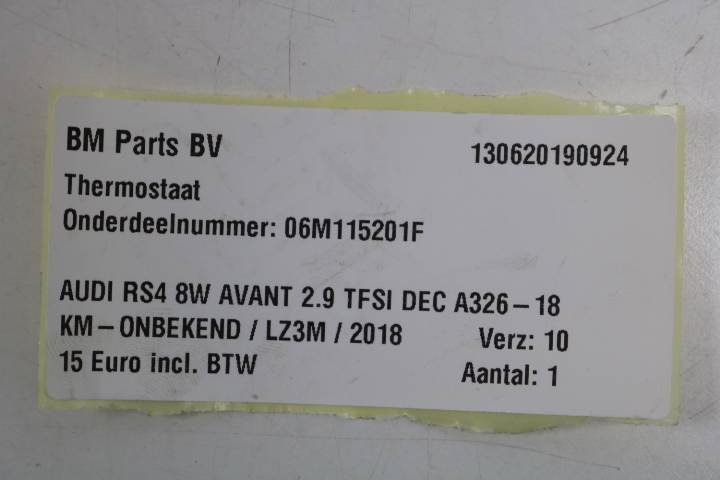 BM Parts BV 130620190924
Thermostaat
Onderdeelnummer: 06M115201F
AUDI RS4 8W AVANT 2.9 TFSI DEC A326-18
KM-ONBEKEND / LZ3M / 2018 Verz: 10
15 Euro incl. BTW Aantal: 1